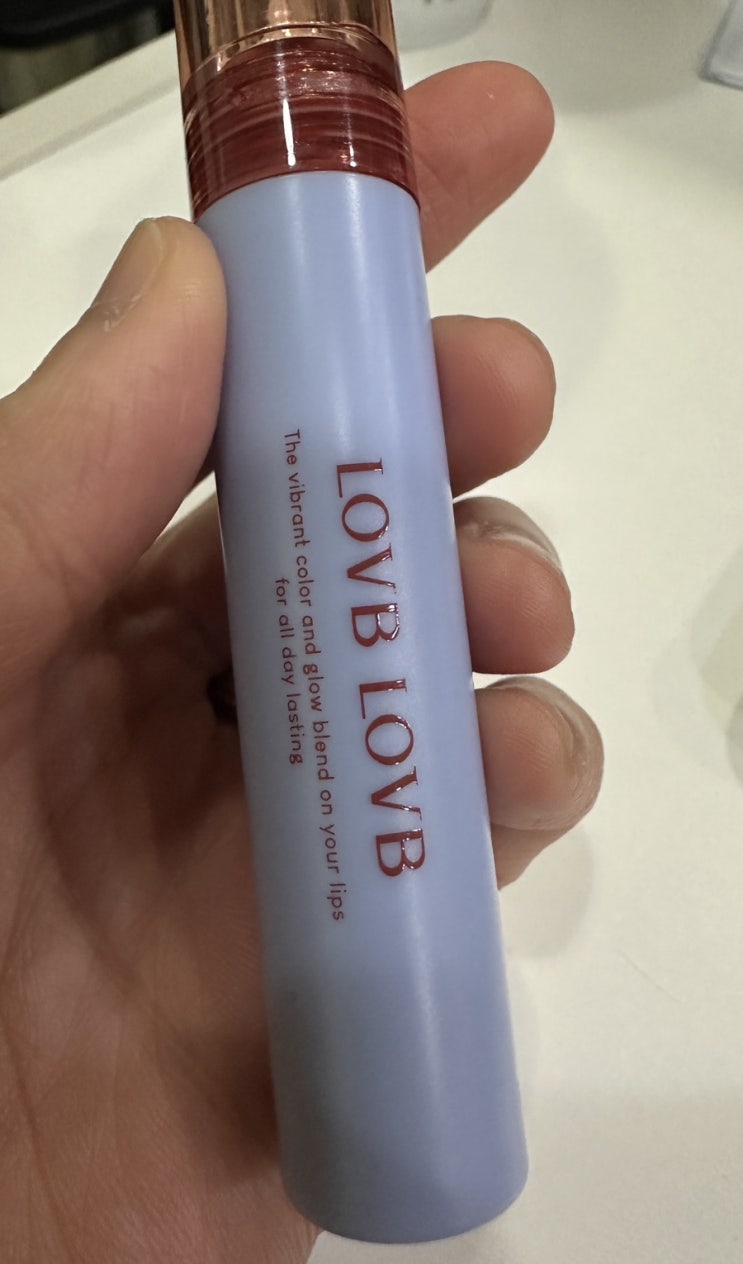 LOVB LOVB
The vibrant color and glow blend on your lips
for all day lasting